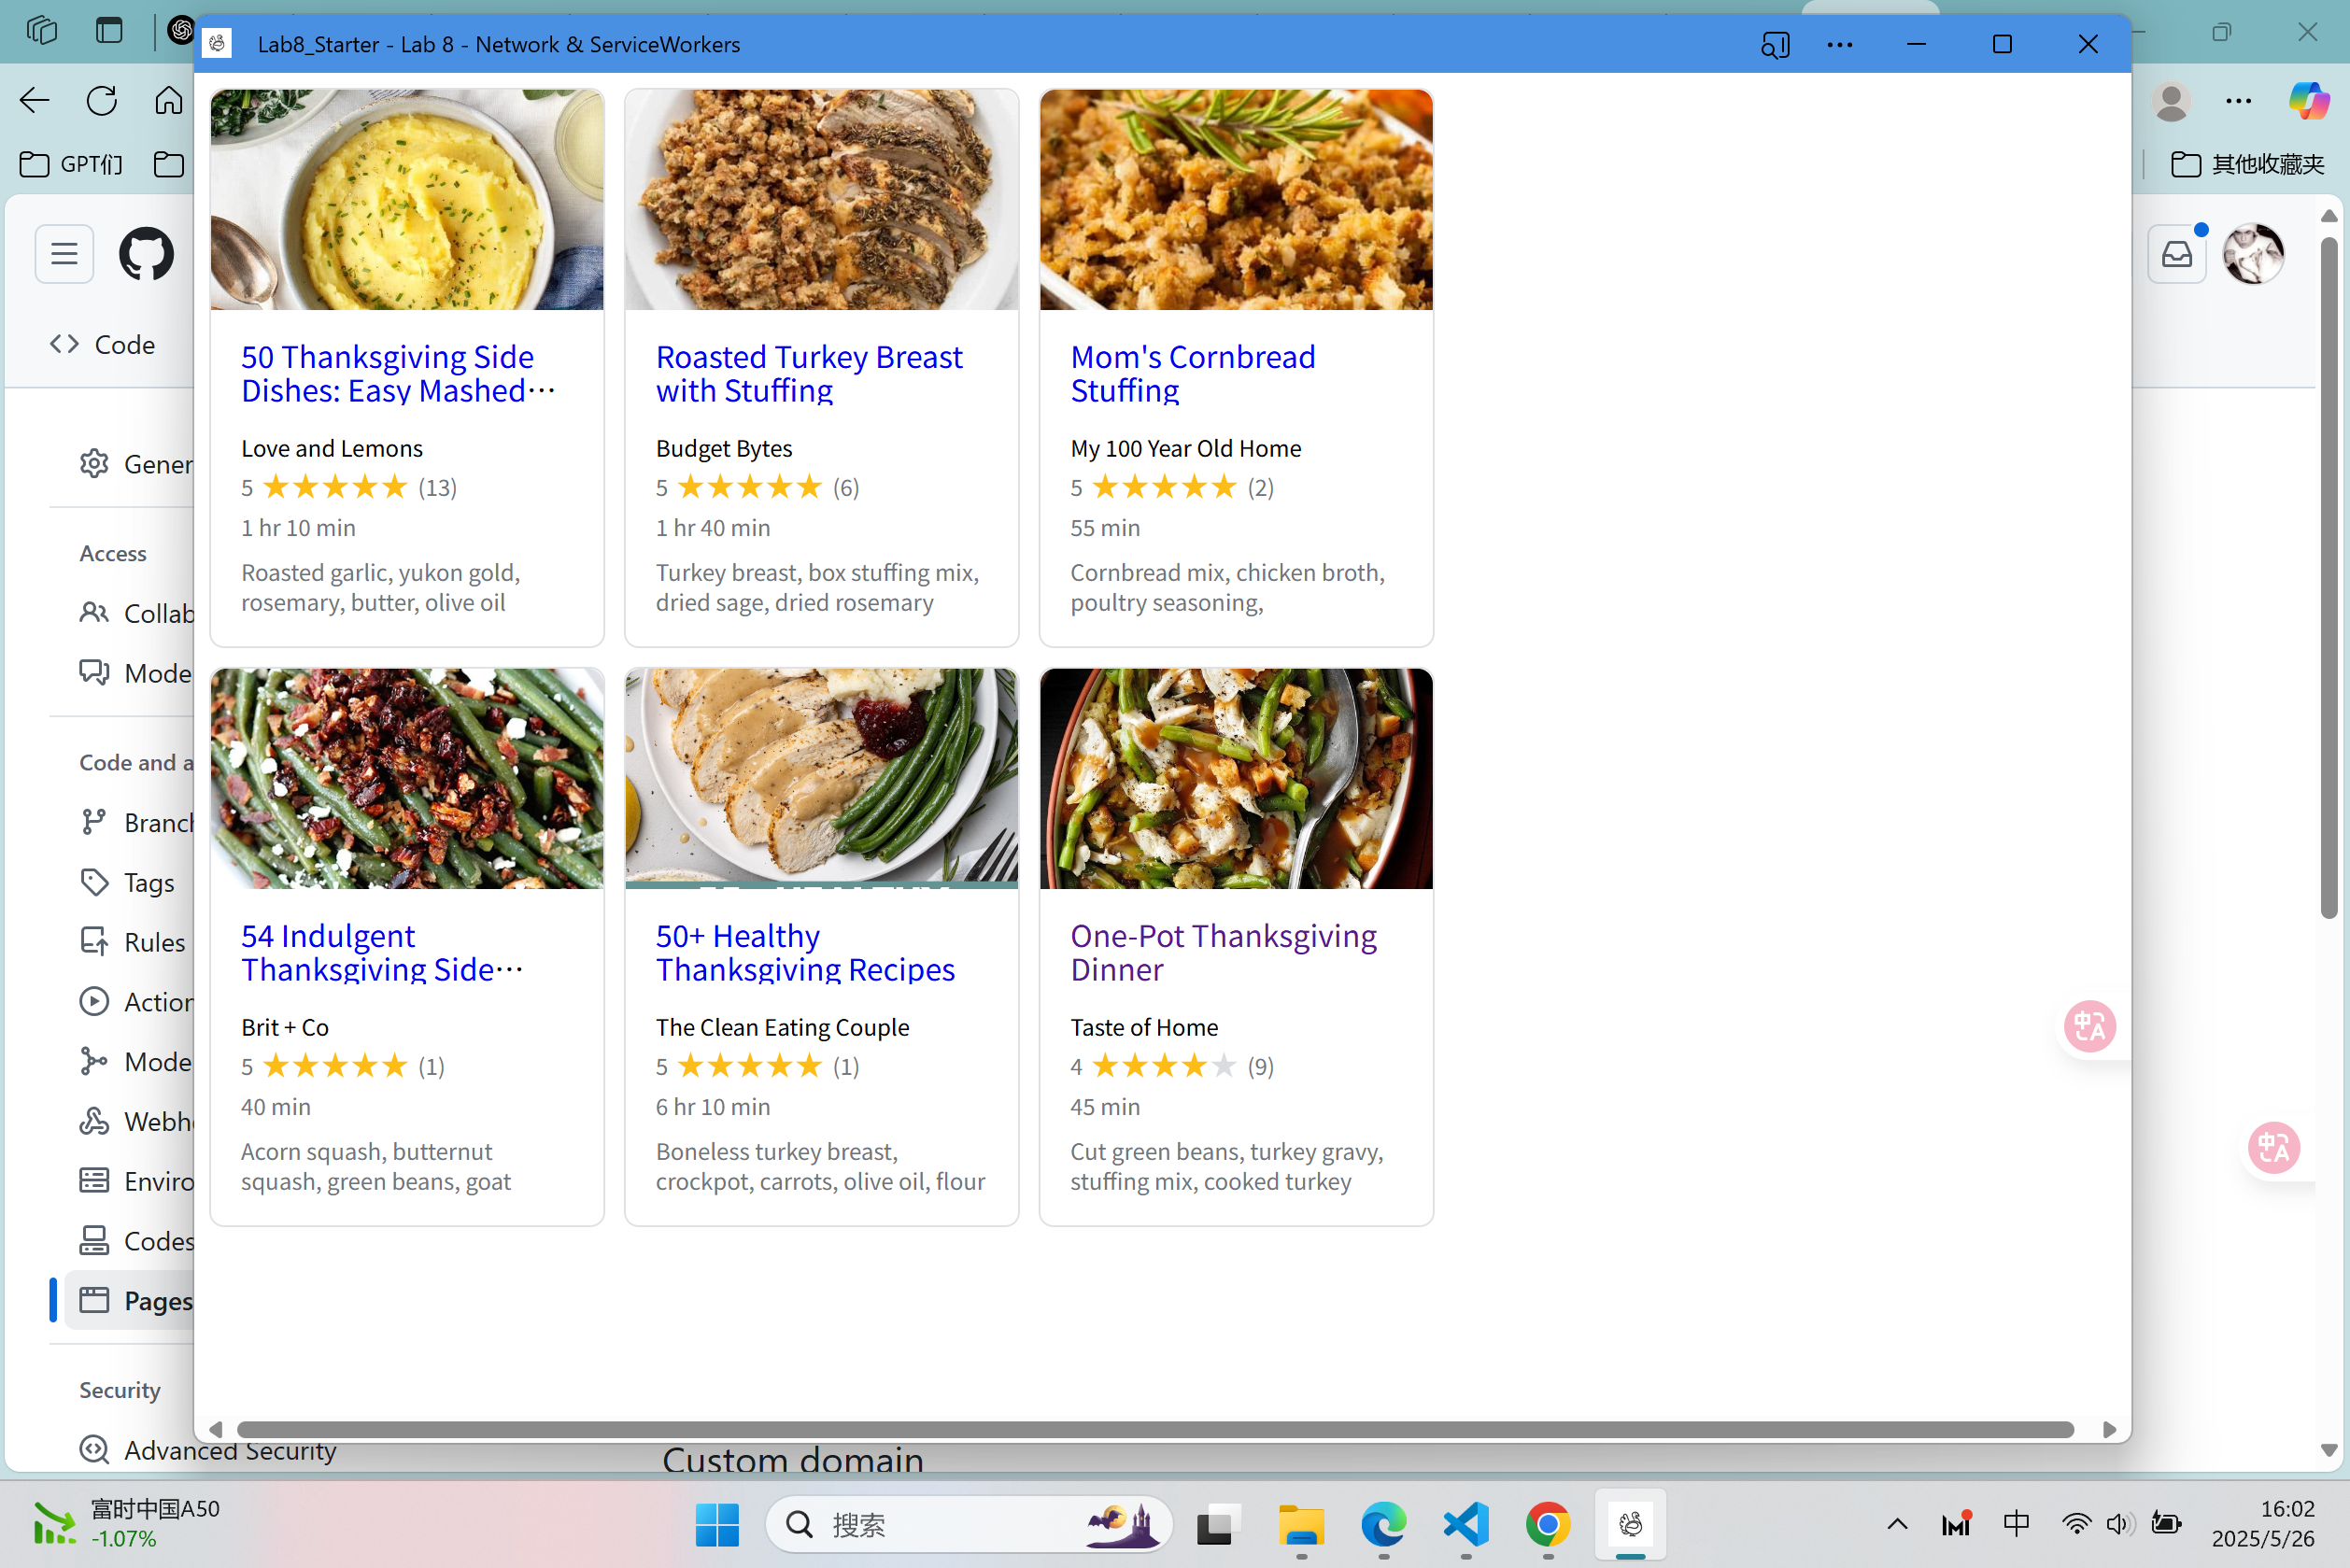 Lab8_Starter - Lab 8 - Network & ServiceWorkers
GPT们
其他收藏夹
Code
Gener
Access
Collab
Mode
Code and a
Branch
Tags
Rules
Action
Mode
Webho
Enviro
Codes
Pages
Security
Advanced Security
50 Thanksgiving Side
Dishes: Easy Mashed…
Love and Lemons
5 ★★★★★ (13)
1 hr 10 min
Roasted garlic, yukon gold,
rosemary, butter, olive oil
Roasted Turkey Breast
with Stuffing
Budget Bytes
5 ★★★★★ (6)
1 hr 40 min
Turkey breast, box stuffing mix,
dried sage, dried rosemary
Mom's Cornbread
Stuffing
My 100 Year Old Home
5 ★★★★★ (2)
55 min
Cornbread mix, chicken broth,
poultry seasoning,
54 Indulgent
Thanksgiving Side…
Brit + Co
5 ★★★★★ (1)
40 min
Acorn squash, butternut
squash, green beans, goat
50+ Healthy
Thanksgiving Recipes
The Clean Eating Couple
5 ★★★★★ (1)
6 hr 10 min
Boneless turkey breast,
crockpot, carrots, olive oil, flour
One-Pot Thanksgiving
Dinner
Taste of Home
4 ★★★★★ (9)
45 min
Cut green beans, turkey gravy,
stuffing mix, cooked turkey
中A
中A
Custom domain
富时中国A50
-1.07%
搜索
中
16:02
2025/5/26